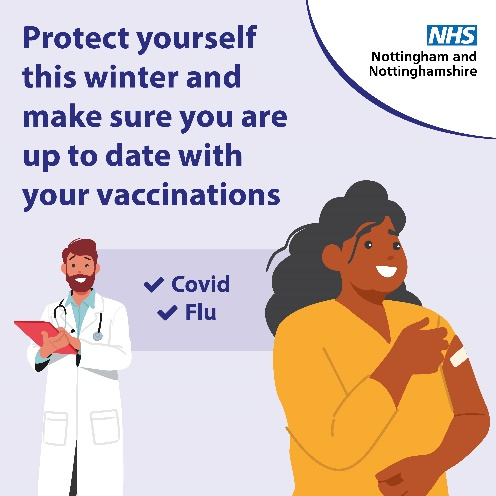 Protect yourself
this winter and
make sure you are
up to date with
your vaccinations
NHS
Nottingham and
Nottinghamshire
✓ Covid
✓ Flu